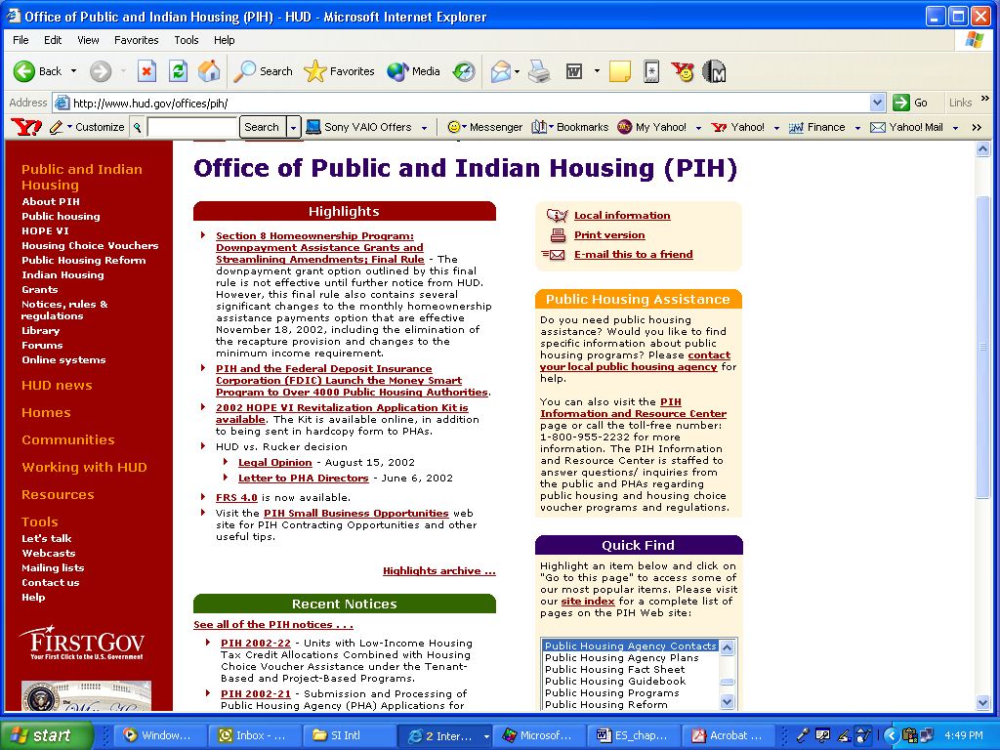 Office of Public and Indian Housing (PIH) - HUD - Microsoft Internet Explorer
File Edit View Favorites Tools Help
Back Search Favorites Media
Address http://www.hud.gov/offices/pih/ Go Links
Y! Customize Search Sony VAIO Offers Messenger Bookmarks My Yahoo! Yahoo! Finance Yahoo! Mail
Public and Indian
Housing
About PIH
Public housing
HOPE VI
Housing Choice Vouchers
Public Housing Reform
Indian Housing
Grants
Notices, rules &
regulations
Library
Forums
Online systems
HUD news
Homes
Communities
Working with HUD
Resources
Tools
Let's talk
Webcasts
Mailing lists
Contact us
Help
FIRSTGOV
Your First Click to the U.S. Government
Office of Public and Indian Housing (PIH)
Highlights
Section 8 Homeownership Program:
Downpayment Assistance Grants and
Streamlining Amendments; Final Rule - The
downpayment grant option outlined by this final
rule is not effective until further notice from HUD.
However, this final rule also contains several
significant changes to the monthly homeownership
assistance payments option that are effective
November 18, 2002, including the elimination of
the recapture provision and changes to the
minimum income requirement.
PIH and the Federal Deposit Insurance
Corporation (FDIC) Launch the Money Smart
Program to Over 4000 Public Housing Authorities.
2002 HOPE VI Revitalization Application Kit is
available. The Kit is available online, in addition
to being sent in hardcopy form to PHAs.
HUD vs. Rucker decision
Legal Opinion - August 15, 2002
Letter to PHA Directors - June 6, 2002
FRS 4.0 is now available.
Visit the PIH Small Business Opportunities web
site for PIH Contracting Opportunities and other
useful tips.
Highlights archive ...
Recent Notices
See all of the PIH notices . . .
PIH 2002-22 - Units with Low-Income Housing
Tax Credit Allocations Combined with Housing
Choice Voucher Assistance under the Tenant-
Based and Project-Based Programs.
PIH 2002-21 - Submission and Processing of
Public Housing Agency (PHA) Applications for
Local information
Print version
E-mail this to a friend
Public Housing Assistance
Do you need public housing
assistance? Would you like to find
specific information about public
housing programs? Please contact
your local public housing agency for
help.
You can also visit the PIH
Information and Resource Center
page or call the toll-free number:
1-800-955-2232 for more
information. The PIH Information
and Resource Center is staffed to
answer questions/ inquiries from
the public and PHAs regarding
public housing and housing choice
voucher programs and regulations.
Quick Find
Highlight an item below and click on
"Go to this page" to access some of
our most popular items. Please visit
our site index for a complete list of
pages on the PIH Web site:
Public Housing Agency Contacts
Public Housing Agency Plans
Public Housing Fact Sheet
Public Housing Guidebook
Public Housing Programs
Public Housing Reform
start Window... Inbox - ... SI Intl 2 Inter... Microsof... ES_chap... Acrobat ... 4:49 PM